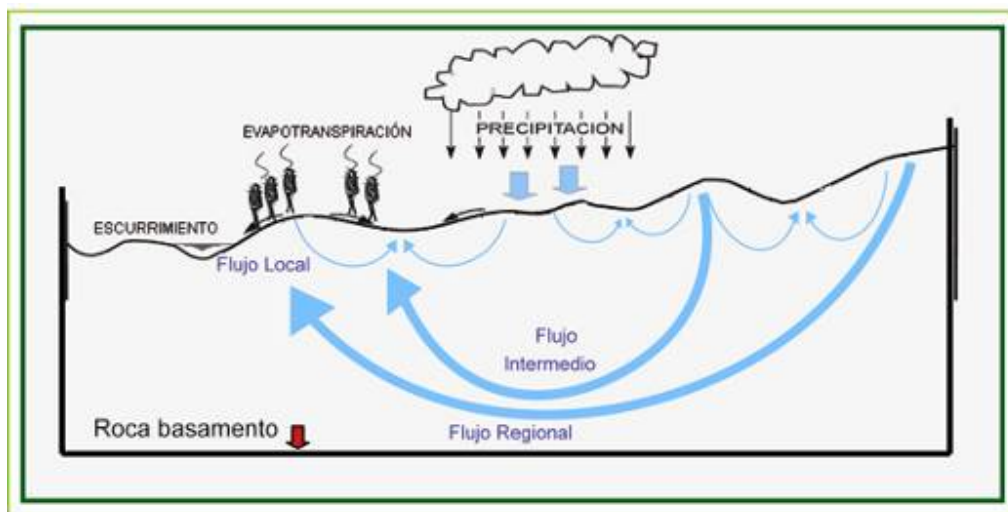 EVAPOTRANSPIRACIÓN
PRECIPITACION
ESCURRIMIENTO
Flujo Local
Flujo
Intermedio
Roca basamento
Flujo Regional